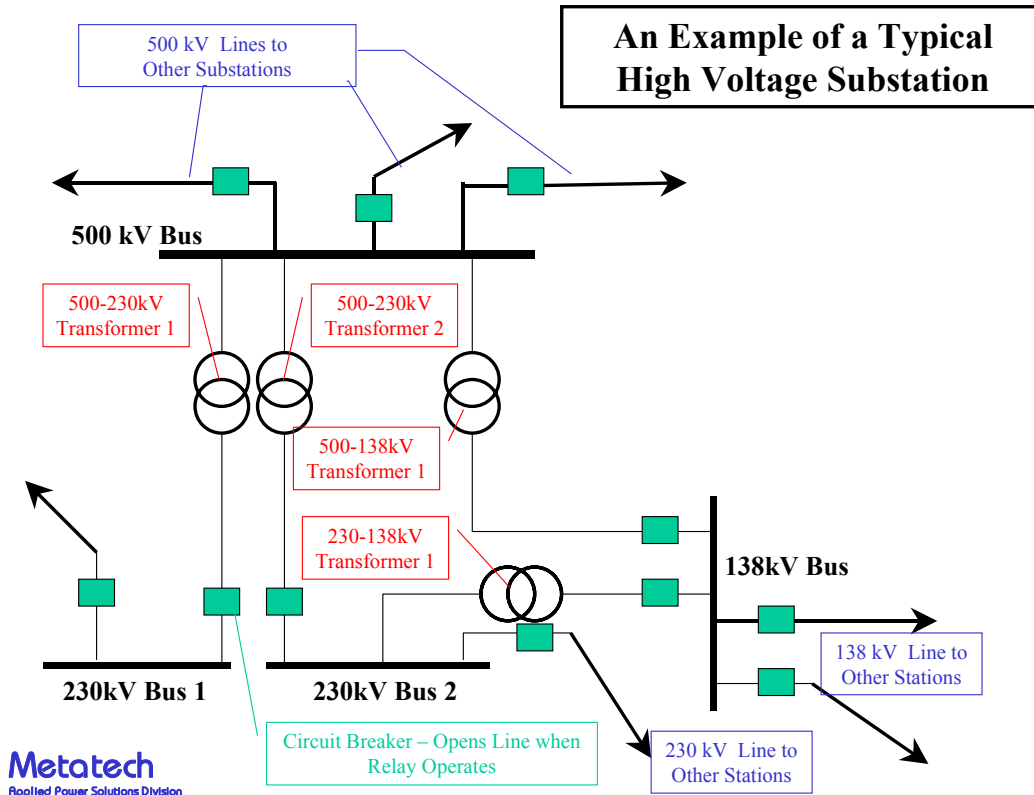 An Example of a Typical
High Voltage Substation
500 kV Lines to
Other Substations
500 kV Bus
500-230kV
Transformer 1
500-230kV
Transformer 2
500-138kV
Transformer 1
230-138kV
Transformer 1
138kV Bus
138 kV Line to
Other Stations
230kV Bus 1
230kV Bus 2
Circuit Breaker – Opens Line when
Relay Operates
230 kV Line to
Other Stations
Metatech
Applied Power Solutions Division